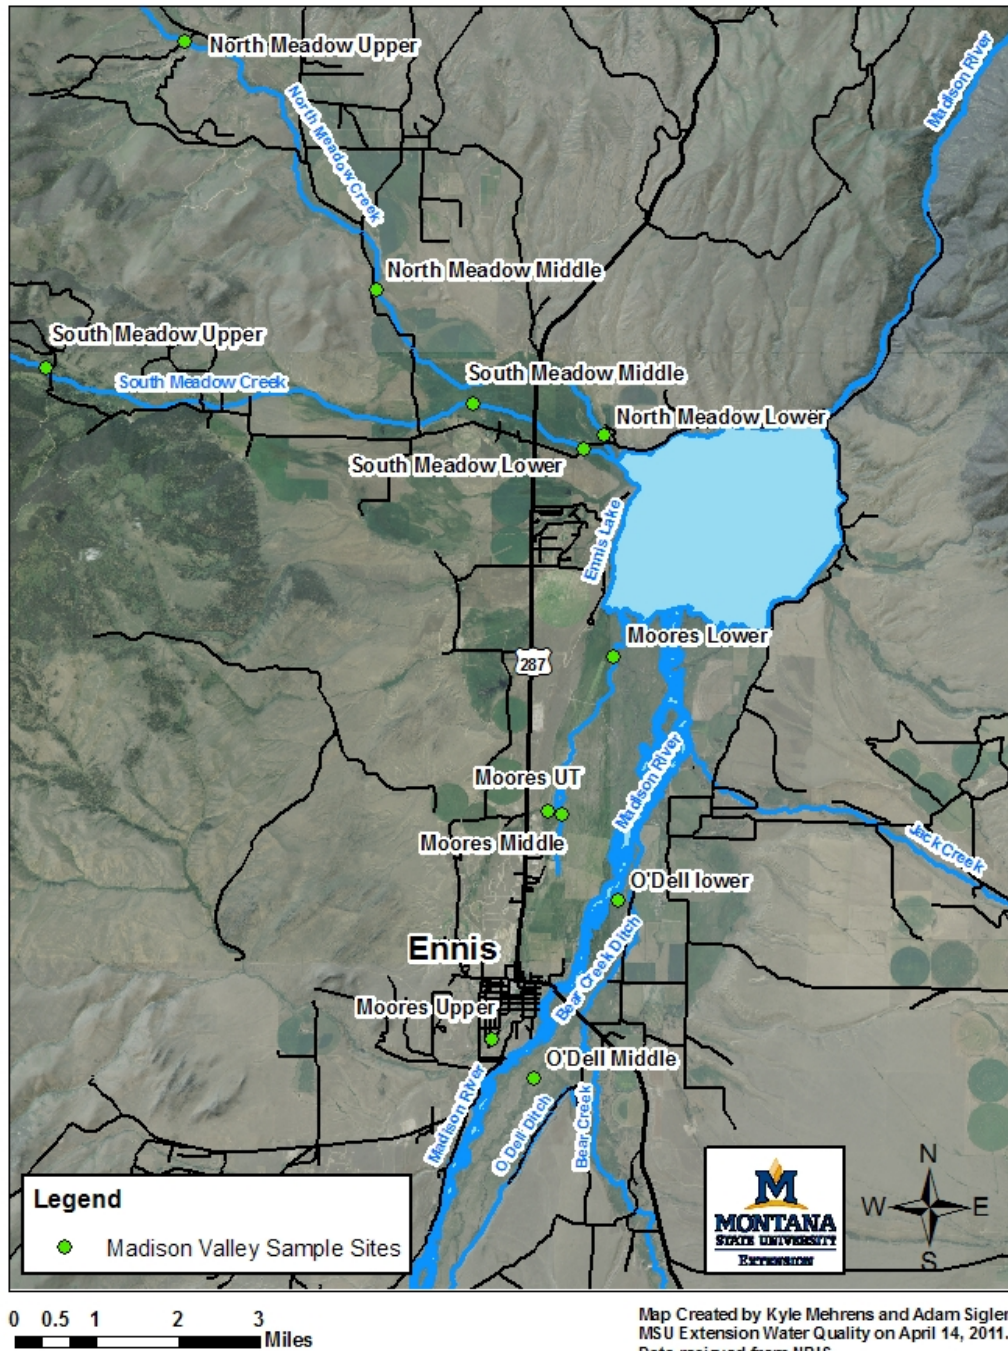 North Meadow Upper
Madison River
North Meadow Creek
North Meadow Middle
South Meadow Upper
South Meadow Creek
South Meadow Middle
North Meadow Lower
South Meadow Lower
Ennis Lake
Moores Lower
287
Madison River
Moores UT
Moores Middle
Jack Creek
O'Dell lower
Ennis
Bear Creek Ditch
Moores Upper
O'Dell Middle
Madison River
O'Dell Ditch
Bear Creek
Legend
Madison Valley Sample Sites
M
MONTANA
STATE UNIVERSITY
EXTENSION
N
W
E
S
0 0.5 1 2 3
Miles
Map Created by Kyle Mehrens and Adam Sigler
MSU Extension Water Quality on April 14, 2011.